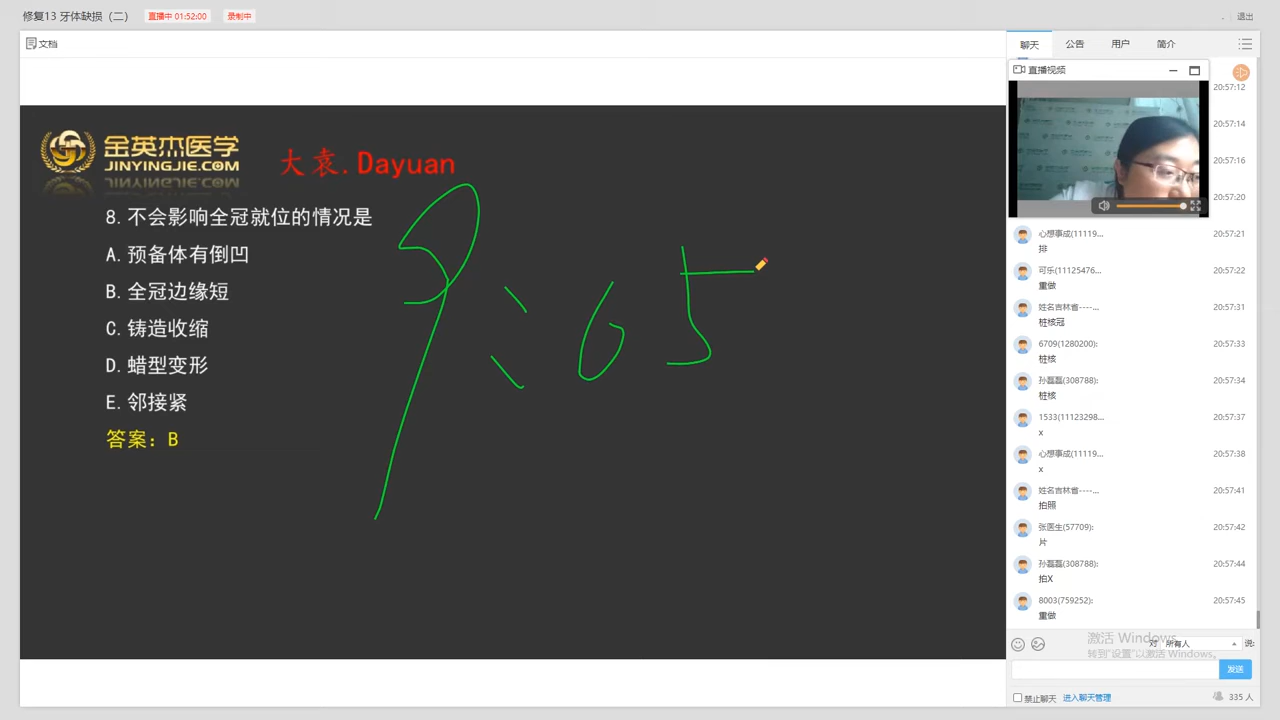 修复13 牙体缺损（二） 直播中 01:52:00 录制中 退出
文档
聊天 公告 用户 简介
直播视频
金英杰医学
JINYINGJIE.COM
大袁.Dayuan
8. 不会影响全冠就位的情况是
A. 预备体有倒凹
B. 全冠边缘短
C. 铸造收缩
D. 蜡型变形
E. 邻接紧
答案：B
9:65
20:57:12
20:57:14
20:57:16
20:57:20
心想事成(11119... 20:57:21
排
可乐(11125476... 20:57:22
重做
姓名吉林省----... 20:57:31
桩核冠
6709(1280200): 20:57:33
桩核
孙磊磊(308788): 20:57:34
桩核
1533(11123298... 20:57:37
x
心想事成(11119... 20:57:38
x
姓名吉林省----... 20:57:41
拍照
张医生(57709): 20:57:42
片
孙磊磊(308788): 20:57:44
拍X
8003(759252): 20:57:45
重做
激活 Windows
对 所有人 说:
转到"设置"以激活 Windows。
发送
禁止聊天 进入聊天管理 335 人